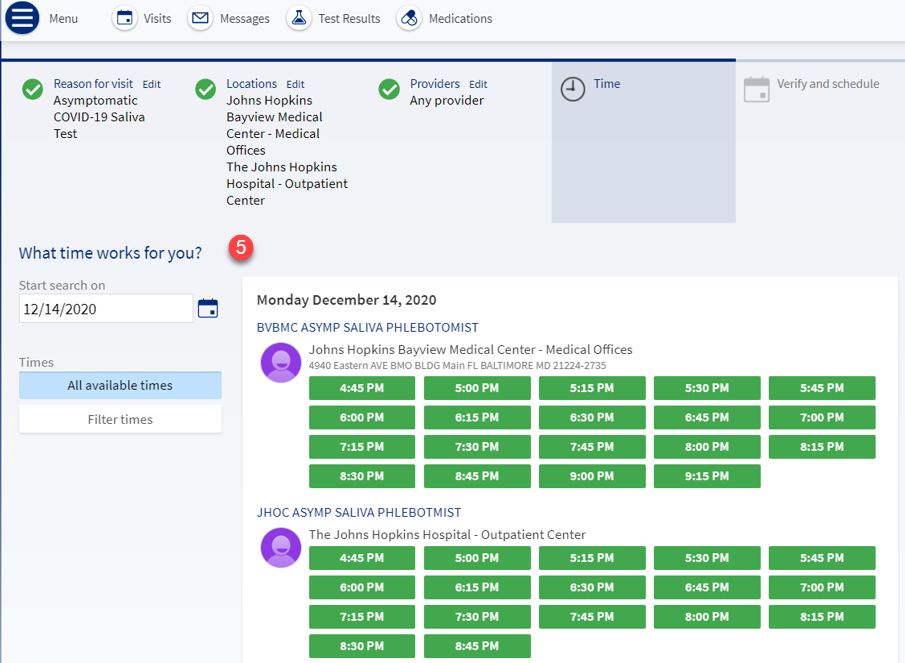 Menu
Visits
Messages
Test Results
Medications
Reason for visit Edit
Asymptomatic
COVID-19 Saliva
Test
Locations Edit
Johns Hopkins
Bayview Medical
Center - Medical
Offices
The Johns Hopkins
Hospital - Outpatient
Center
Providers Edit
Any provider
Time
Verify and schedule
What time works for you?
5
Start search on
12/14/2020
Times
All available times
Filter times
Monday December 14, 2020
BVBMC ASYMP SALIVA PHLEBOTOMIST
Johns Hopkins Bayview Medical Center - Medical Offices
4940 Eastern AVE BMO BLDG Main FL BALTIMORE MD 21224-2735
4:45 PM 5:00 PM 5:15 PM 5:30 PM 5:45 PM
6:00 PM 6:15 PM 6:30 PM 6:45 PM 7:00 PM
7:15 PM 7:30 PM 7:45 PM 8:00 PM 8:15 PM
8:30 PM 8:45 PM 9:00 PM 9:15 PM
JHOC ASYMP SALIVA PHLEBOTMIST
The Johns Hopkins Hospital - Outpatient Center
4:45 PM 5:00 PM 5:15 PM 5:30 PM 5:45 PM
6:00 PM 6:15 PM 6:30 PM 6:45 PM 7:00 PM
7:15 PM 7:30 PM 7:45 PM 8:00 PM 8:15 PM
8:30 PM 8:45 PM